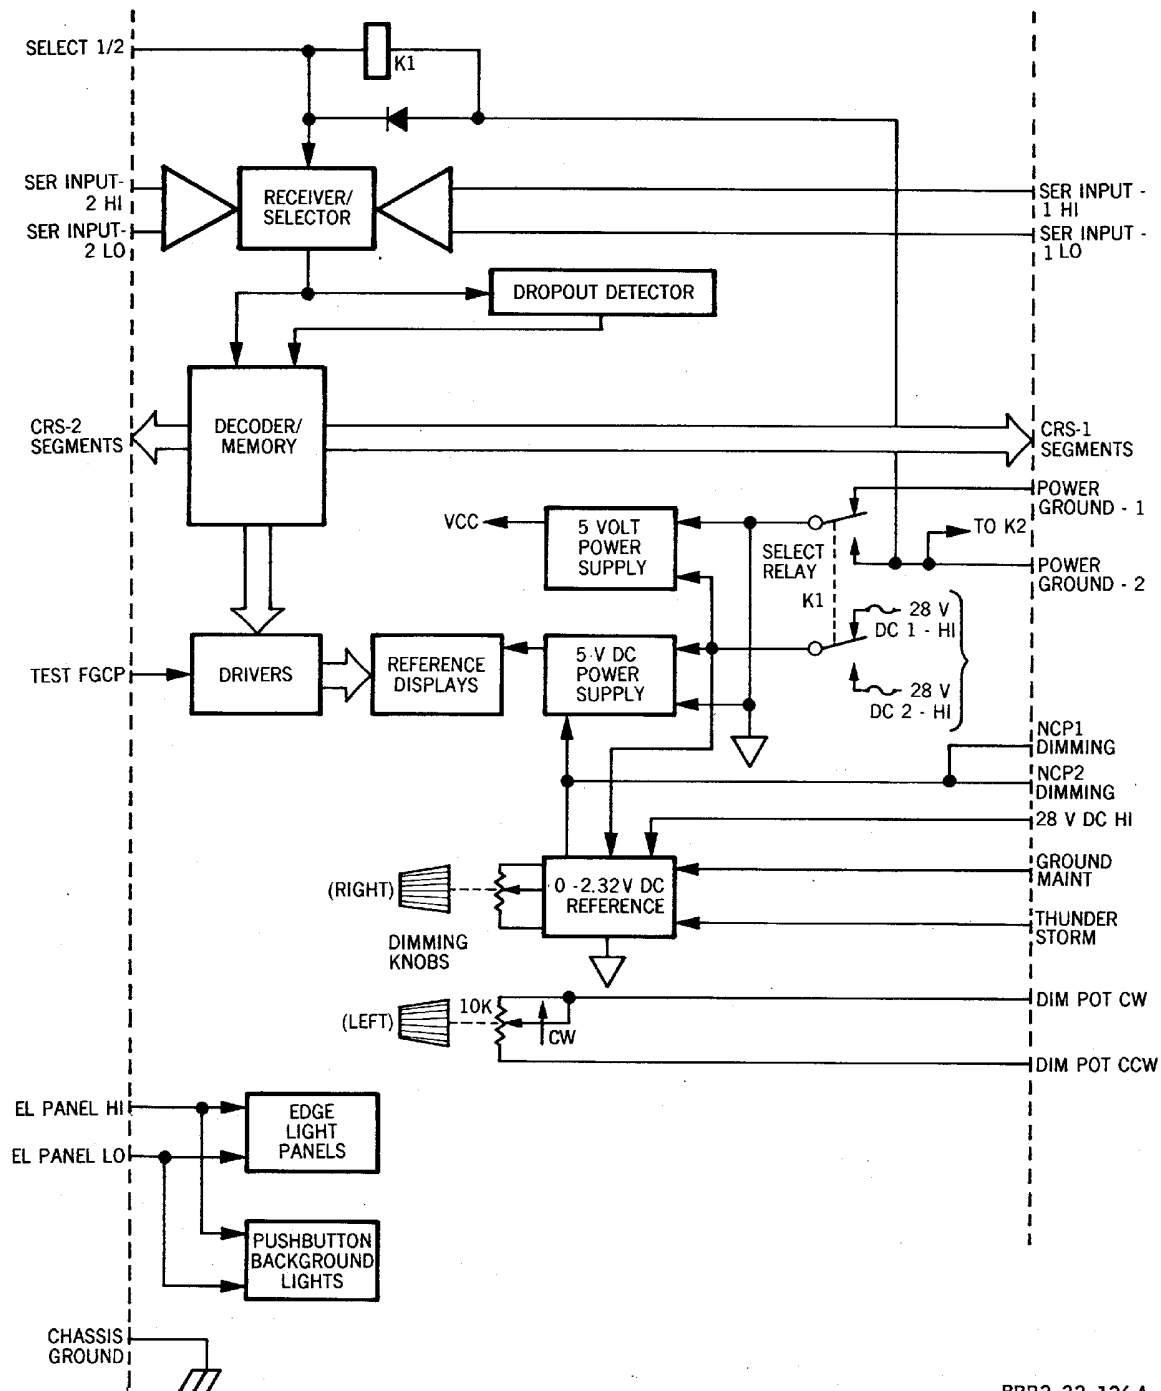 SELECT 1/2
K1
SER INPUT-
2 HI
SER INPUT-
2 LO
RECEIVER/
SELECTOR
SER INPUT -
1 HI
SER INPUT -
1 LO
DROPOUT DETECTOR
CRS-2
SEGMENTS
DECODER/
MEMORY
CRS-1
SEGMENTS
POWER
GROUND - 1
VCC
5 VOLT
POWER
SUPPLY
SELECT
RELAY
K1
TO K2
POWER
GROUND - 2
28 V
DC 1 - HI
28 V
DC 2 - HI
TEST FGCP
DRIVERS
REFERENCE
DISPLAYS
5 V DC
POWER
SUPPLY
NCP1
DIMMING
NCP2
DIMMING
28 V DC HI
(RIGHT)
0 -2.32V DC
REFERENCE
GROUND
MAINT
DIMMING
KNOBS
THUNDER
STORM
(LEFT)
10K
CW
DIM POT CW
DIM POT CCW
EL PANEL HI
EL PANEL LO
EDGE
LIGHT
PANELS
PUSHBUTTON
BACKGROUND
LIGHTS
CHASSIS
GROUND